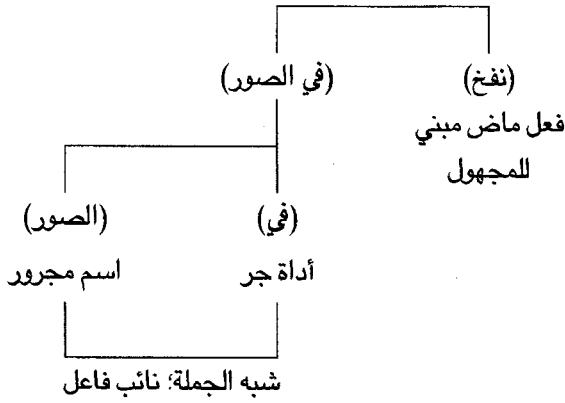 (نفخ) (في الصور)
فعل ماض مبني
للمجهول
(في) (الصور)
أداة جر اسم مجرور
شبه الجملة؛ نائب فاعل